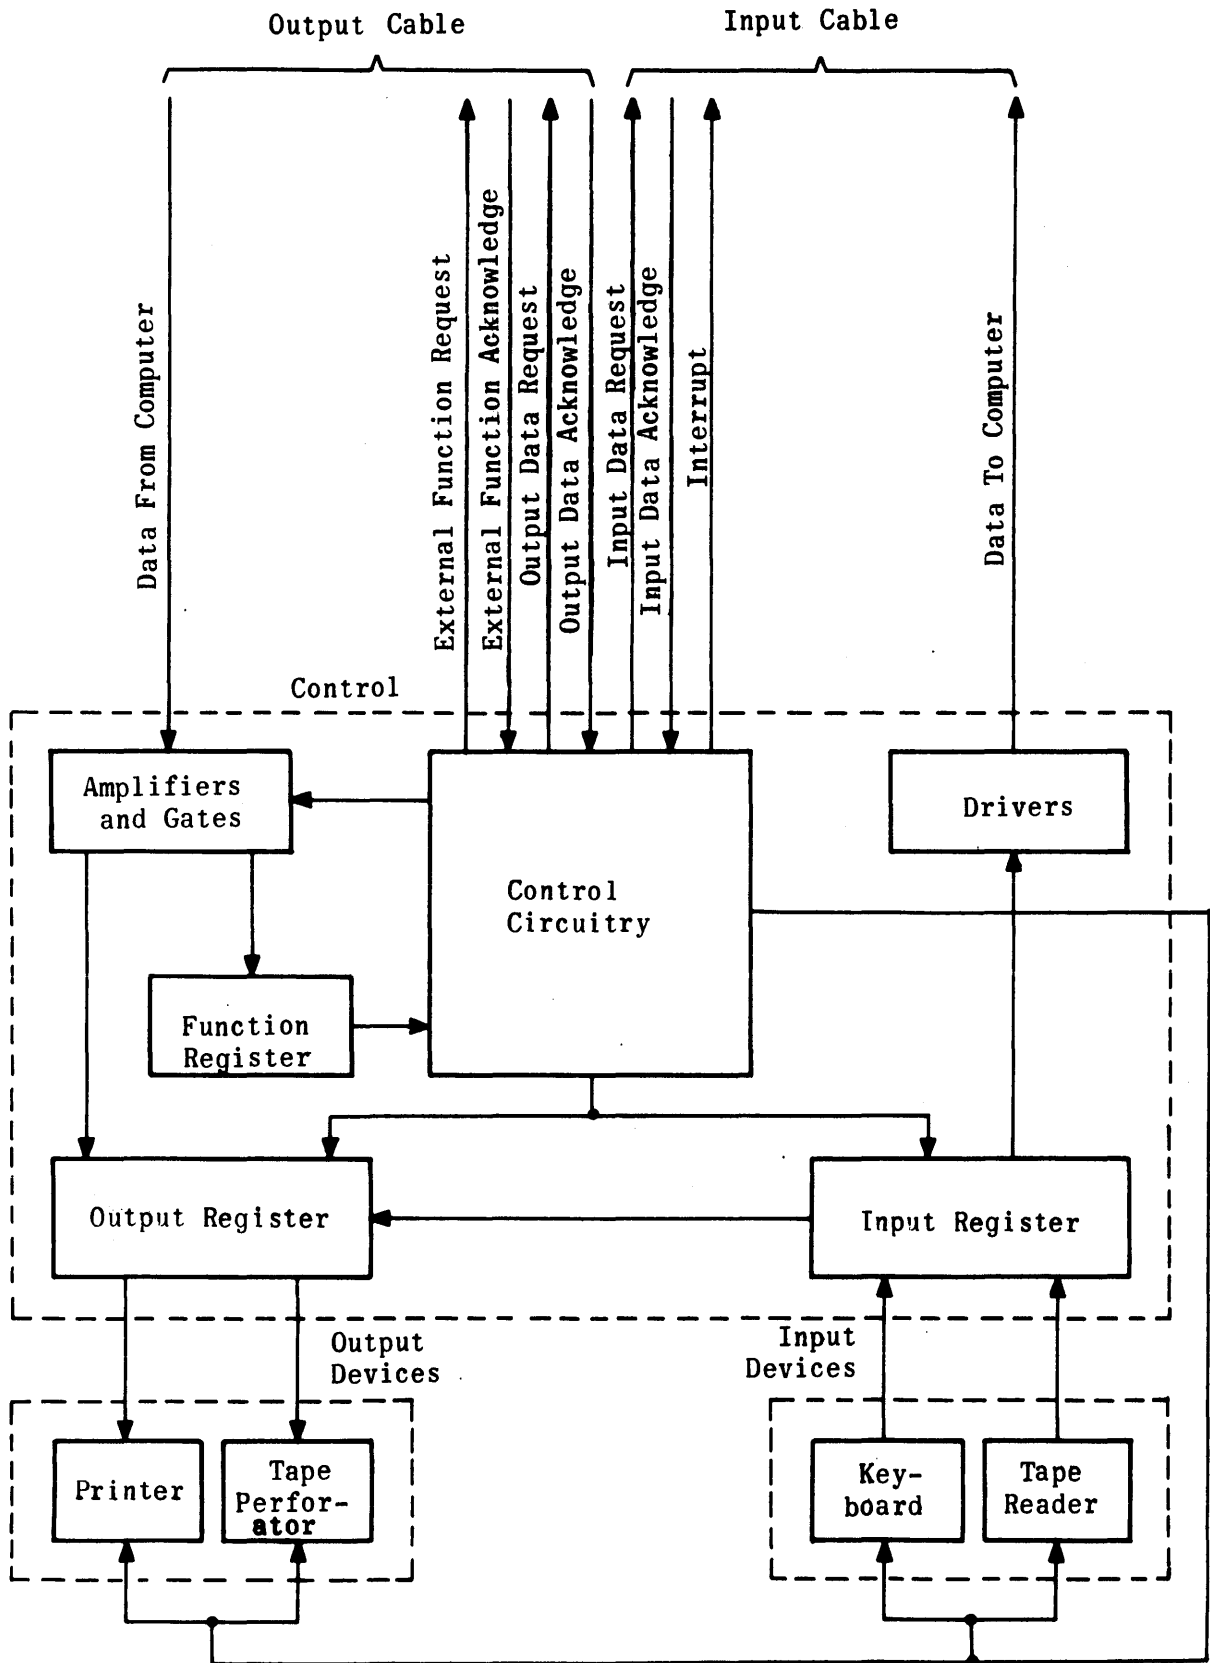 Output Cable
Input Cable
Data From Computer
External Function Request
External Function Acknowledge
Output Data Request
Output Data Acknowledge
Input Data Request
Input Data Acknowledge
Interrupt
Data To Computer
Control
Amplifiers
and Gates
Control
Circuitry
Drivers
Function
Register
Output Register
Input Register
Output
Devices
Input
Devices
Printer
Tape
Perfor-
ator
Key-
board
Tape
Reader